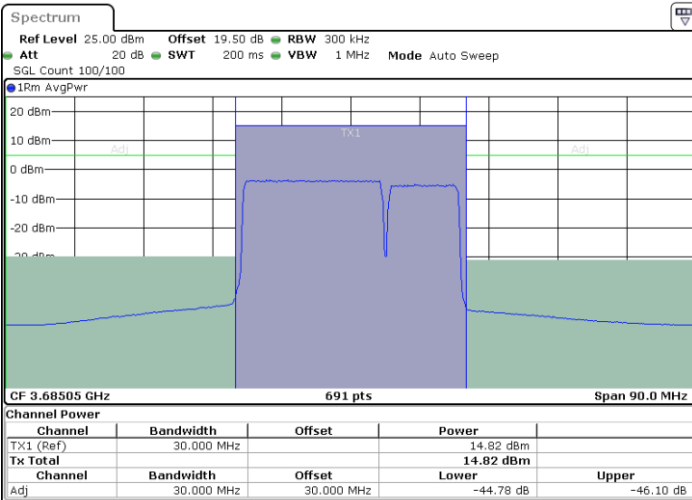 Spectrum
Ref Level 25.00 dBm Offset 19.50 dB RBW 300 kHz
Att 20 dB SWT 200 ms VBW 1 MHz Mode Auto Sweep
SGL Count 100/100
1Rm AvgPwr
20 dBm
TX1
10 dBm
Adj
Adj
0 dBm
-10 dBm
-20 dBm
CF 3.68505 GHz 691 pts Span 90.0 MHz
Channel Power
Channel Bandwidth Offset Power
TX1 (Ref) 30.000 MHz 14.82 dBm
Tx Total 14.82 dBm
Channel Bandwidth Offset Lower Upper
Adj 30.000 MHz 30.000 MHz -44.78 dB -46.10 dB